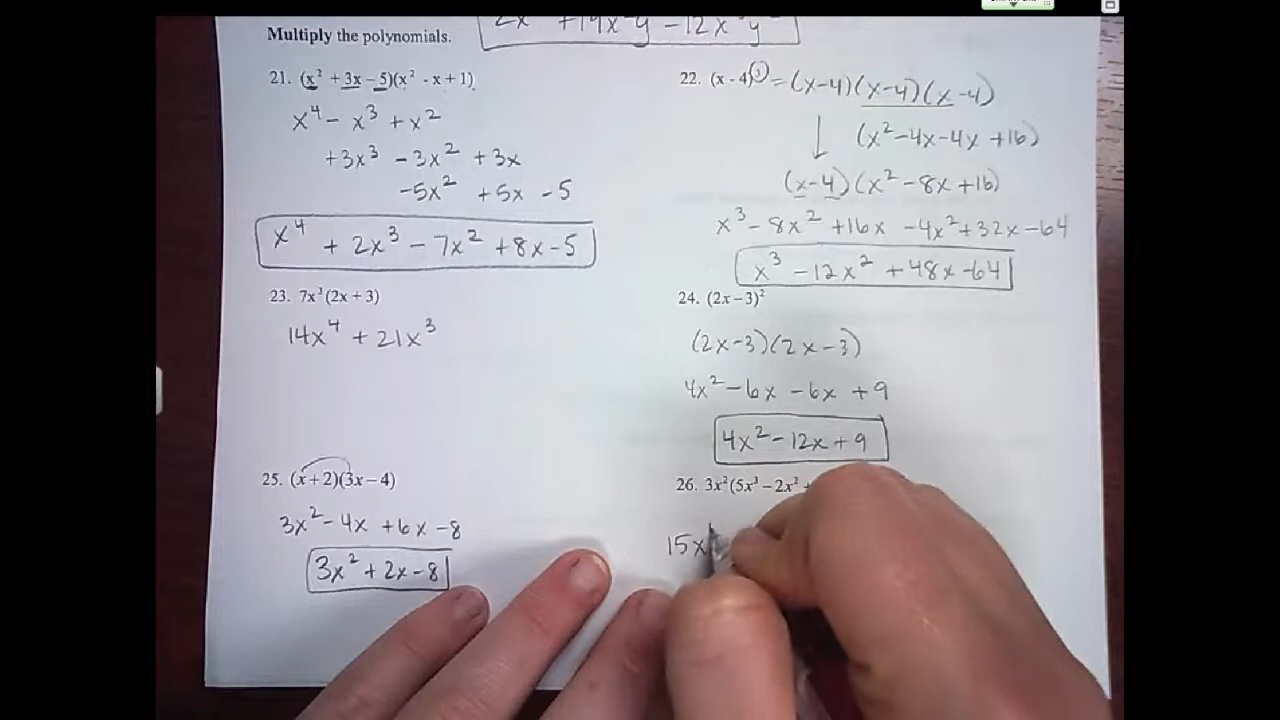 2x + 19x y - 12x y
Multiply the polynomials.
21. (x² + 3x - 5)(x² - x + 1)
x⁴ - x³ + x²
+3x³ - 3x² + 3x
-5x² + 5x - 5
x⁴ + 2x³ - 7x² + 8x - 5
22. (x - 4)³ = (x-4)(x-4)(x-4)
(x² - 4x - 4x + 16)
(x-4)(x² - 8x + 16)
x³ - 8x² + 16x - 4x² + 32x - 64
x³ - 12x² + 48x - 64
23. 7x³(2x + 3)
14x⁴ + 21x³
24. (2x - 3)²
(2x-3)(2x-3)
4x² - 6x - 6x + 9
4x² - 12x + 9
25. (x + 2)(3x - 4)
3x² - 4x + 6x - 8
3x² + 2x - 8
26. 3x²(5x³ - 2x² +
15x